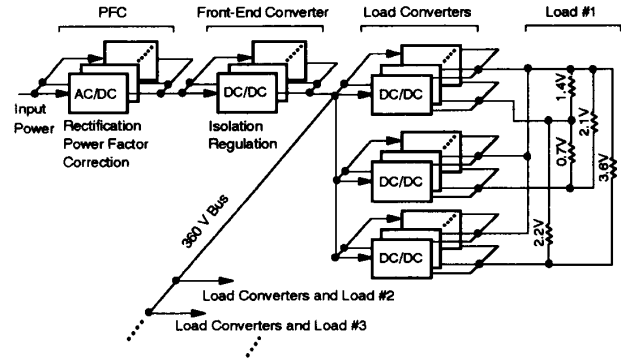 PFC
Front-End Converter
Load Converters
Load #1
AC/DC
DC/DC
DC/DC
DC/DC
DC/DC
Input
Power
Rectification
Power Factor
Correction
Isolation
Regulation
1.4V
2.1V
0.7V
3.6V
2.2V
360 V Bus
Load Converters and Load #2
Load Converters and Load #3